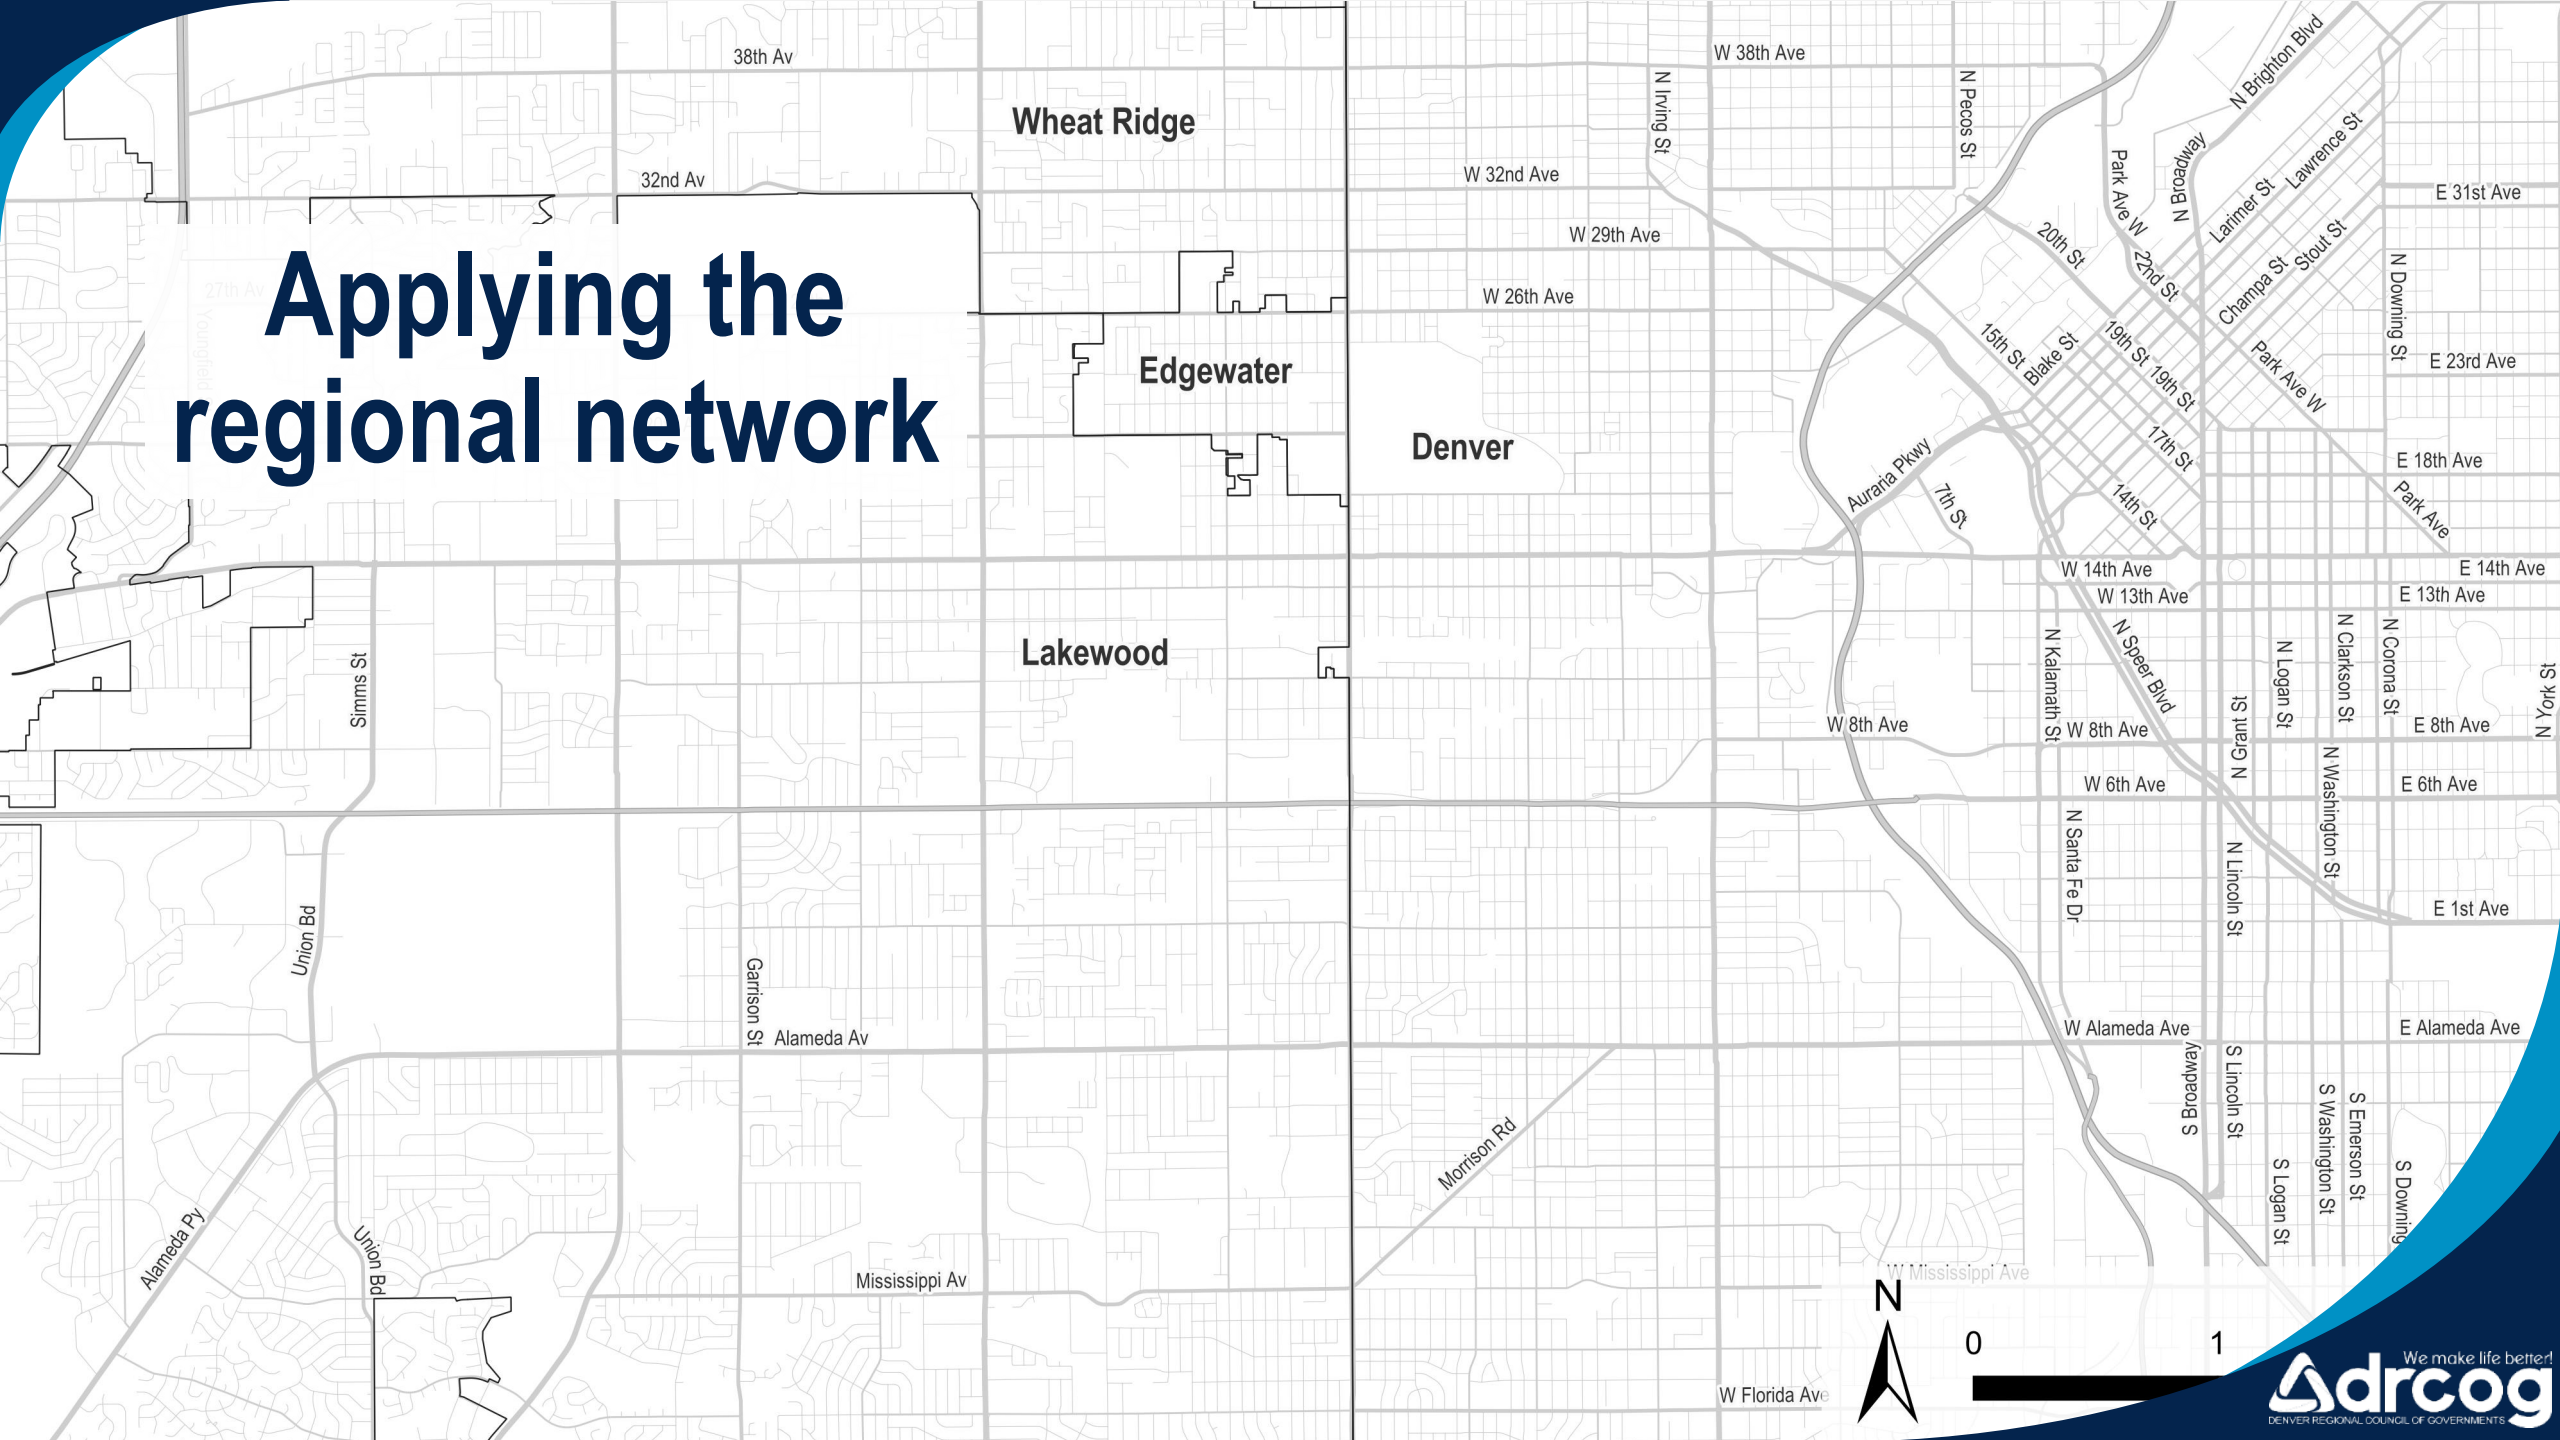 38th Av
W 38th Ave
N Brighton Blvd
Wheat Ridge
N Irving St
N Pecos St
Lawrence St
Park Ave W
N Broadway
32nd Av
W 32nd Ave
E 31st Ave
Larimer St
W 29th Ave
20th St
Stout St
22nd St
Champa St
N Downing St
27th Av
Youngfield
Applying the
regional network
W 26th Ave
15th St
Blake St
19th St
19th St
Park Ave W
E 23rd Ave
Edgewater
Denver
17th St
E 18th Ave
Auraria Pkwy
7th St
14th St
Park Ave
W 14th Ave
E 14th Ave
W 13th Ave
E 13th Ave
Lakewood
Simms St
N Kalamath St
N Speer Blvd
N Grant St
N Logan St
N Clarkson St
N Corona St
N York St
W 8th Ave
W 8th Ave
E 8th Ave
W 6th Ave
E 6th Ave
N Washington St
N Santa Fe Dr
N Lincoln St
E 1st Ave
Union Bd
Garrison St
Alameda Av
W Alameda Ave
E Alameda Ave
S Broadway
S Lincoln St
S Washington St
S Emerson St
S Logan St
S Downing
Morrison Rd
Alameda Py
Union Bd
Mississippi Av
W Mississippi Ave
W Florida Ave
N
0 1
We make life better!
drcog
DENVER REGIONAL COUNCIL OF GOVERNMENTS